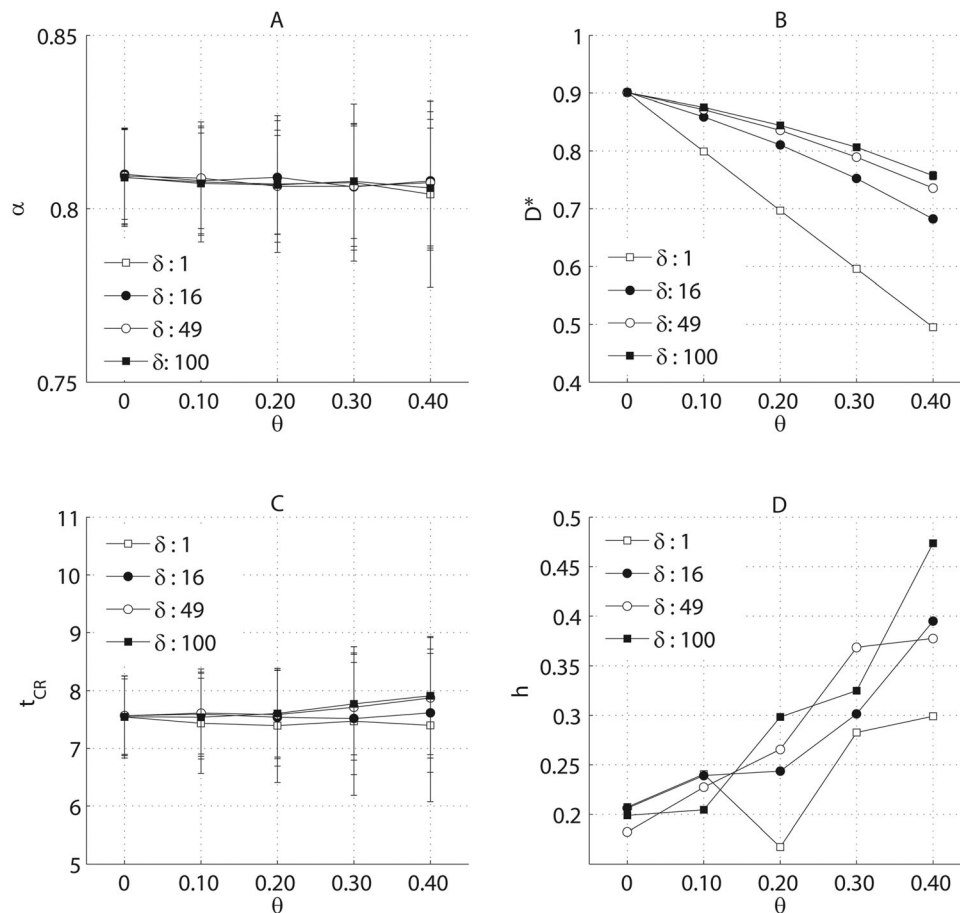 A
0.85
0.8
0.75
α
δ : 1
δ : 16
δ : 49
δ: 100
0 0.10 0.20 0.30 0.40
θ
B
1
0.9
0.8
0.7
0.6
0.5
0.4
D*
δ : 1
δ: 16
δ: 49
δ : 100
0 0.10 0.20 0.30 0.40
θ
C
11
10
9
8
7
6
5
tCR
δ : 1
δ : 16
δ : 49
δ : 100
0 0.10 0.20 0.30 0.40
θ
D
0.5
0.45
0.4
0.35
0.3
0.25
0.2
h
δ : 1
δ : 16
δ : 49
δ : 100
0 0.10 0.20 0.30 0.40
θ